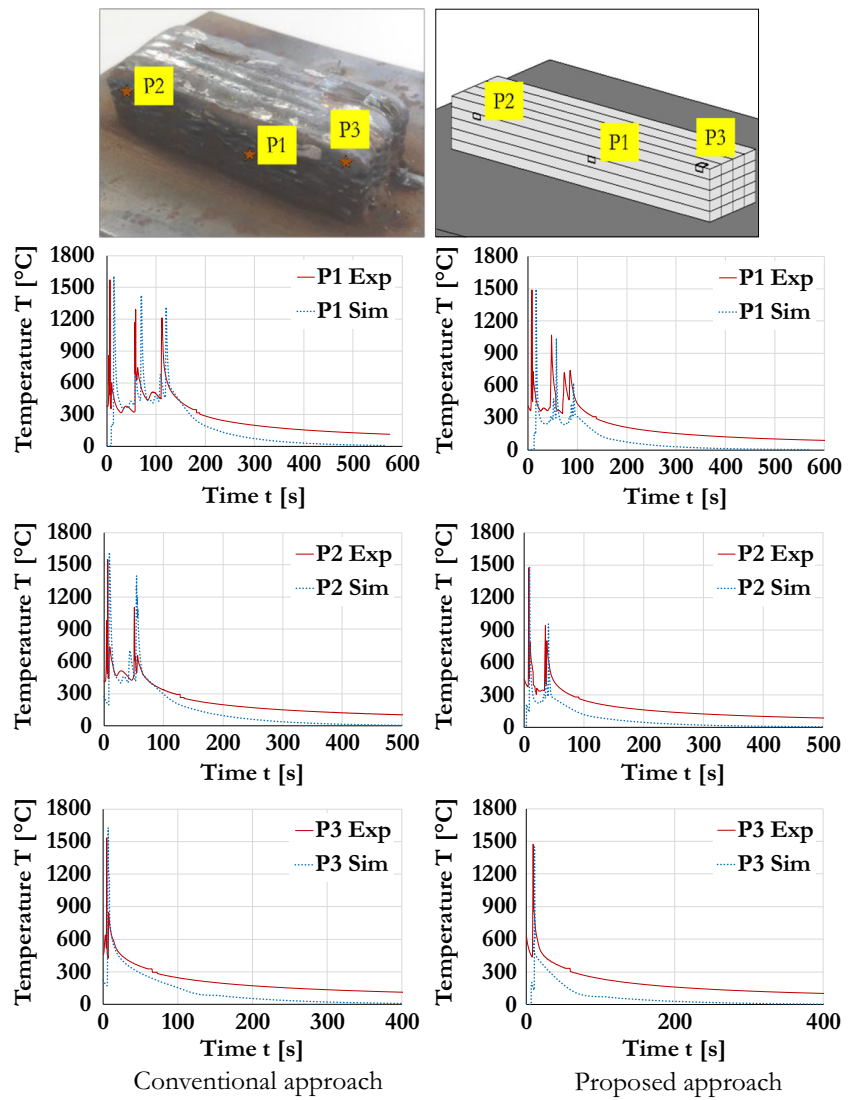 P2
P1
P3
P2
P1
P3
Temperature T [°C]
1800
1500
1200
900
600
300
0
P1 Exp
P1 Sim
0 100 200 300 400 500 600
Time t [s]
Temperature T [°C]
1800
1500
1200
900
600
300
0
P1 Exp
P1 Sim
0 100 200 300 400 500 600
Time t [s]
Temperature T [°C]
1800
1500
1200
900
600
300
0
P2 Exp
P2 Sim
0 100 200 300 400 500
Time t [s]
Temperature T [°C]
1800
1500
1200
900
600
300
0
P2 Exp
P2 Sim
0 100 200 300 400 500
Time t [s]
Temperature T [°C]
1800
1500
1200
900
600
300
0
P3 Exp
P3 Sim
0 100 200 300 400
Time t [s]
Temperature T [°C]
1800
1500
1200
900
600
300
0
P3 Exp
P3 Sim
0 200 400
Time t [s]
Conventional approach
Proposed approach